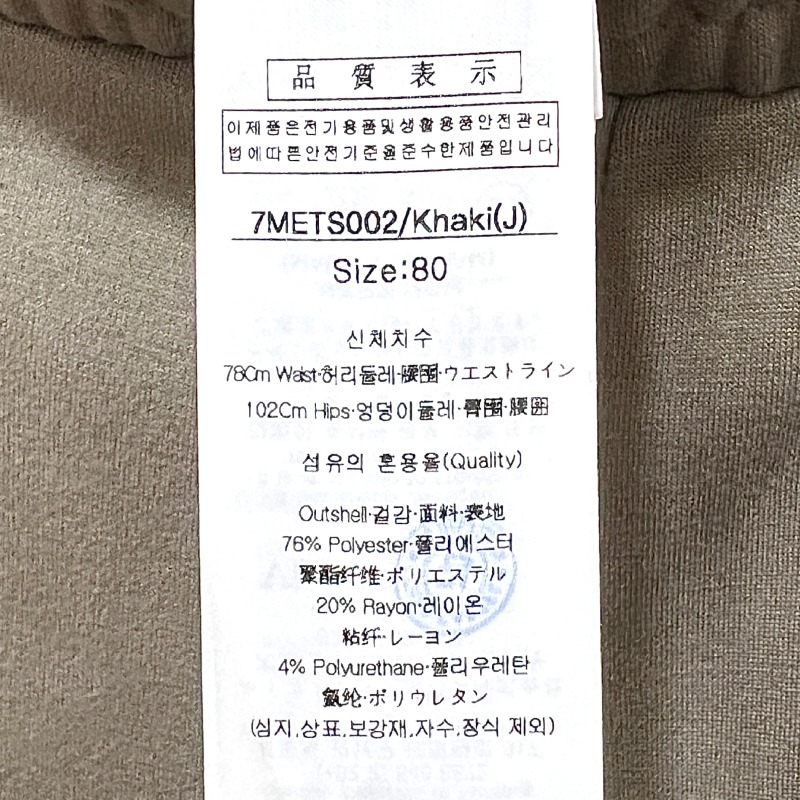 品質表示
이제품은전기용품및생활용품안전관리
법에따른안전기준을준수한제품입니다
7METS002/Khaki(J)
Size:80
신체치수
78Cm Waist·허리둘레·腰围·ウエストライン
102Cm Hips·엉덩이둘레·臀围·腰囲
섬유의 혼용율(Quality)
Outshell·겉감·面料·表地
76% Polyester·폴리에스터
聚酯纤维·ポリエステル
20% Rayon·레이온
粘纤·レーヨン
4% Polyurethane·폴리우레탄
氨纶·ポリウレタン
(심지,상표,보강재,자수,장식 제외)